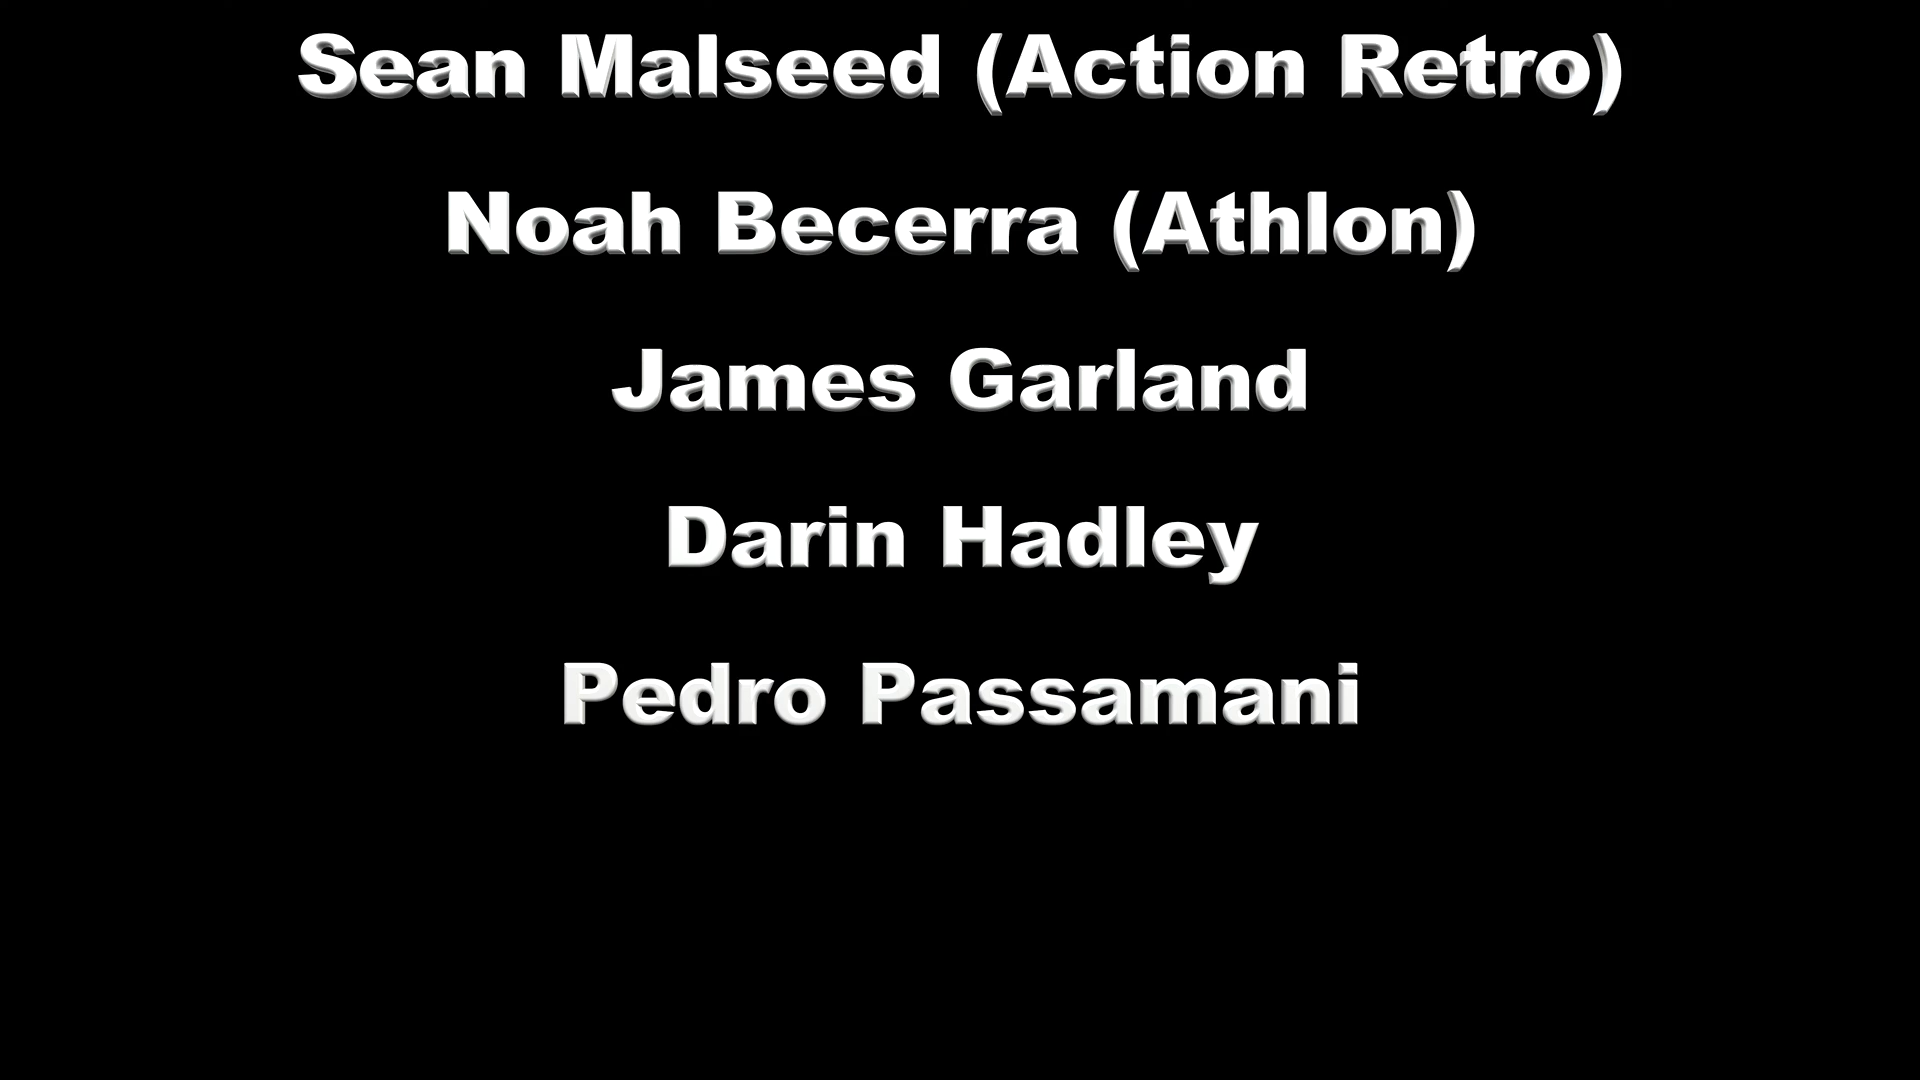 Sean Malseed (Action Retro)
Noah Becerra (Athlon)
James Garland
Darin Hadley
Pedro Passamani